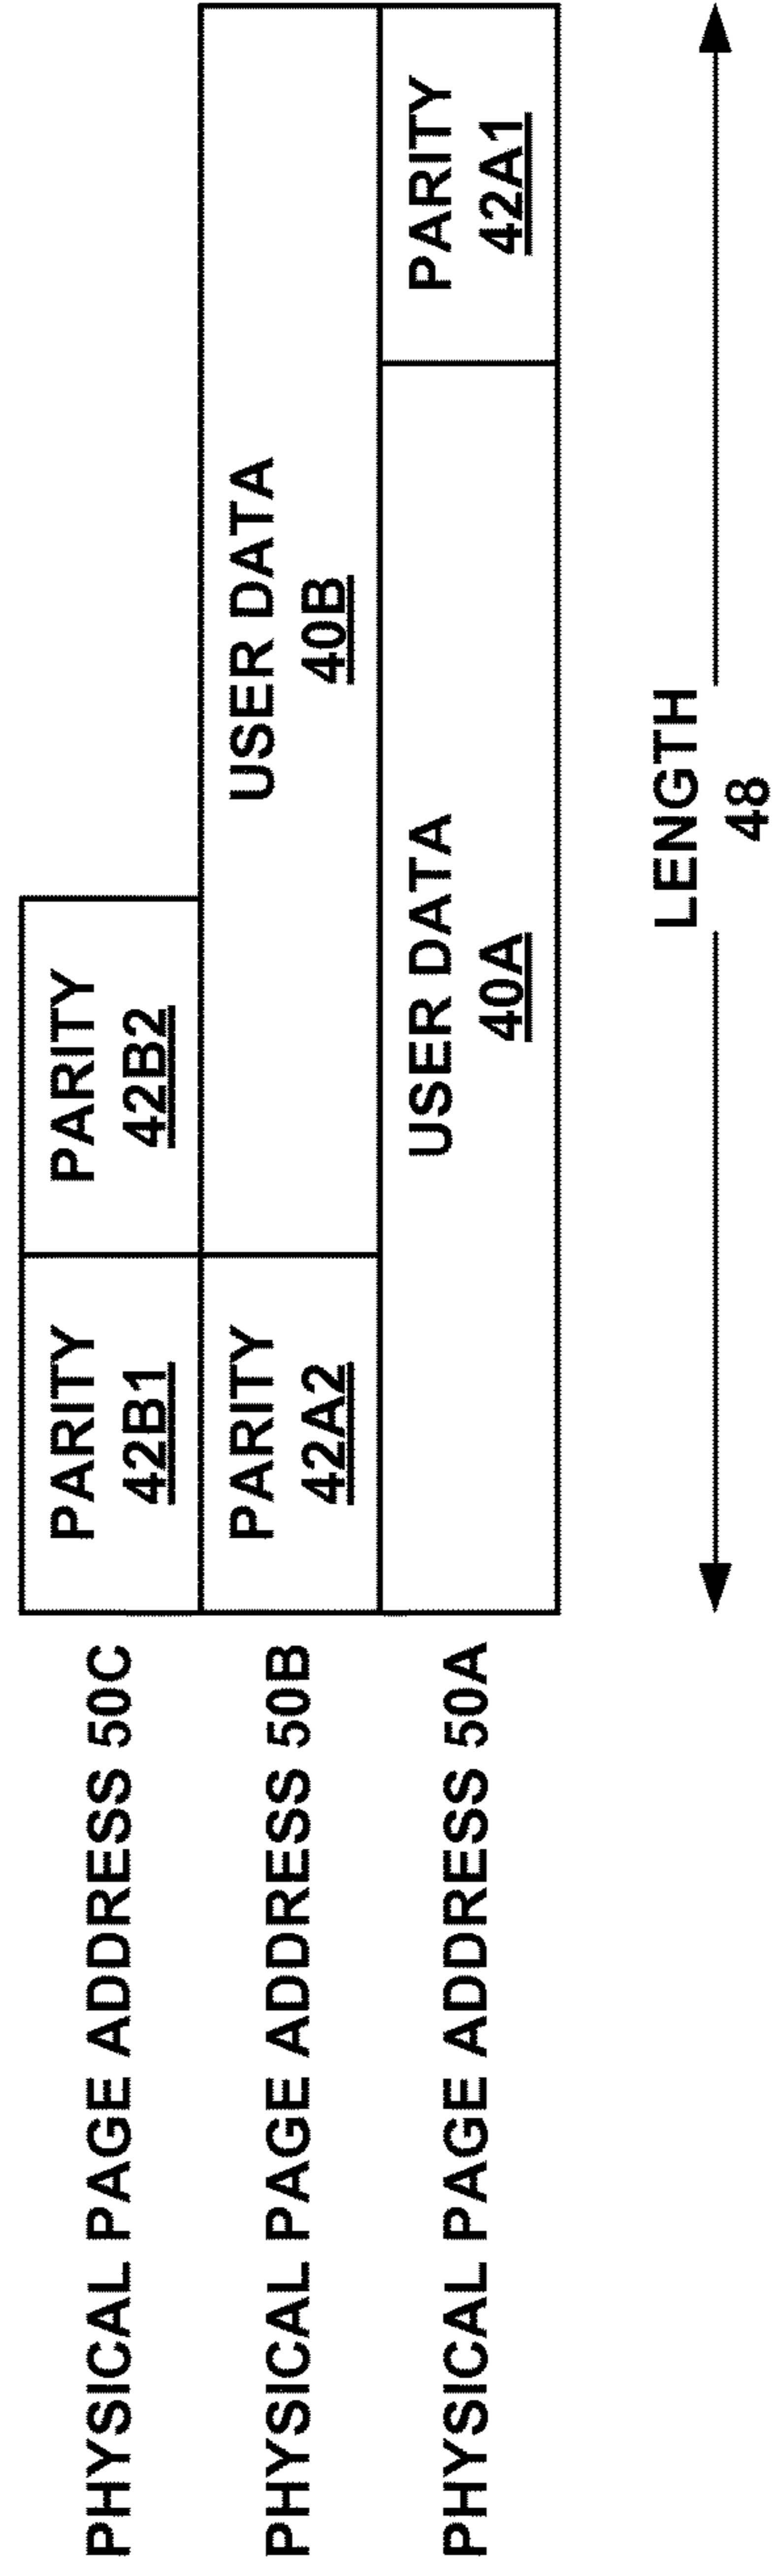 PHYSICAL PAGE ADDRESS 50C
PARITY
42B1
PARITY
42B2
PHYSICAL PAGE ADDRESS 50B
PARITY
42A2
USER DATA
40B
PHYSICAL PAGE ADDRESS 50A
USER DATA
40A
PARITY
42A1
LENGTH
48